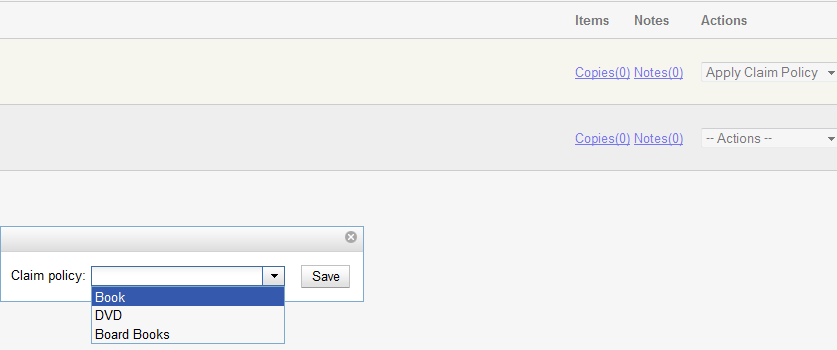 Items Notes Actions
Copies(0) Notes(0) Apply Claim Policy
Copies(0) Notes(0) -- Actions --
Claim policy: Save
Book
DVD
Board Books